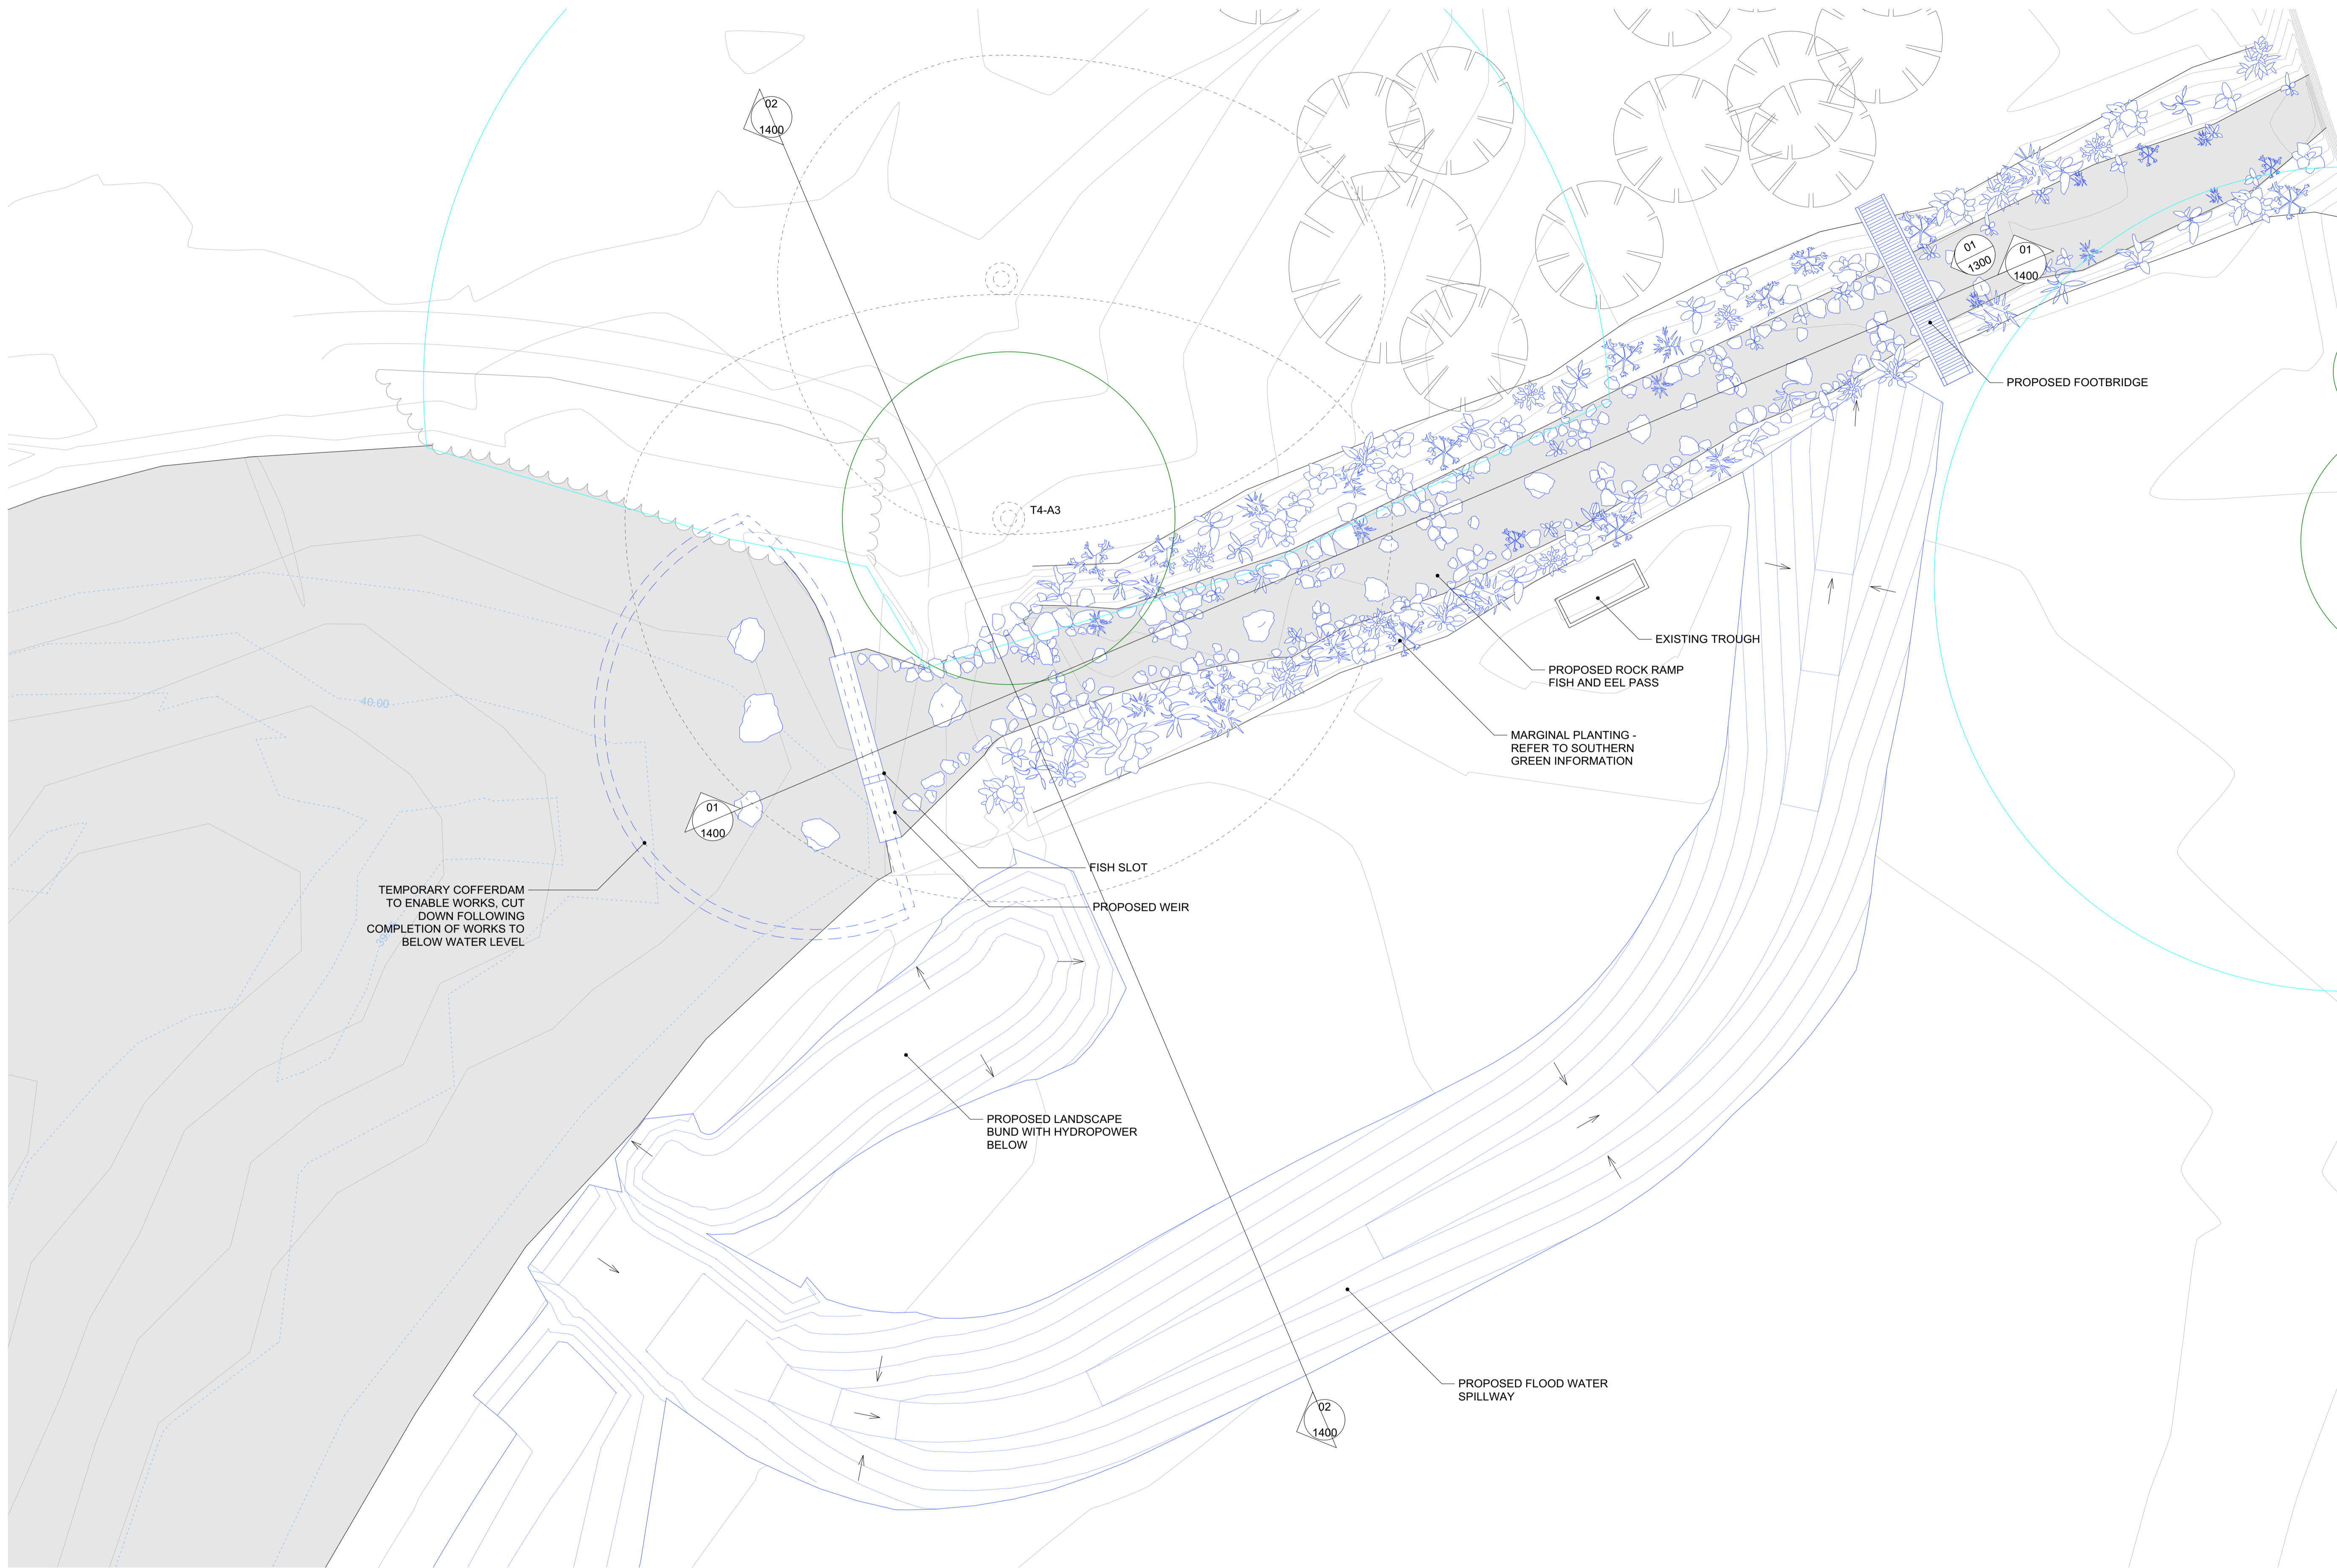 02
1400
01
1300
01
1400
PROPOSED FOOTBRIDGE
T4-A3
EXISTING TROUGH
PROPOSED ROCK RAMP
FISH AND EEL PASS
40.00
MARGINAL PLANTING -
REFER TO SOUTHERN
GREEN INFORMATION
01
1400
FISH SLOT
PROPOSED WEIR
TEMPORARY COFFERDAM
TO ENABLE WORKS, CUT
DOWN FOLLOWING
COMPLETION OF WORKS TO
BELOW WATER LEVEL
PROPOSED LANDSCAPE
BUND WITH HYDROPOWER
BELOW
PROPOSED FLOOD WATER
SPILLWAY
02
1400